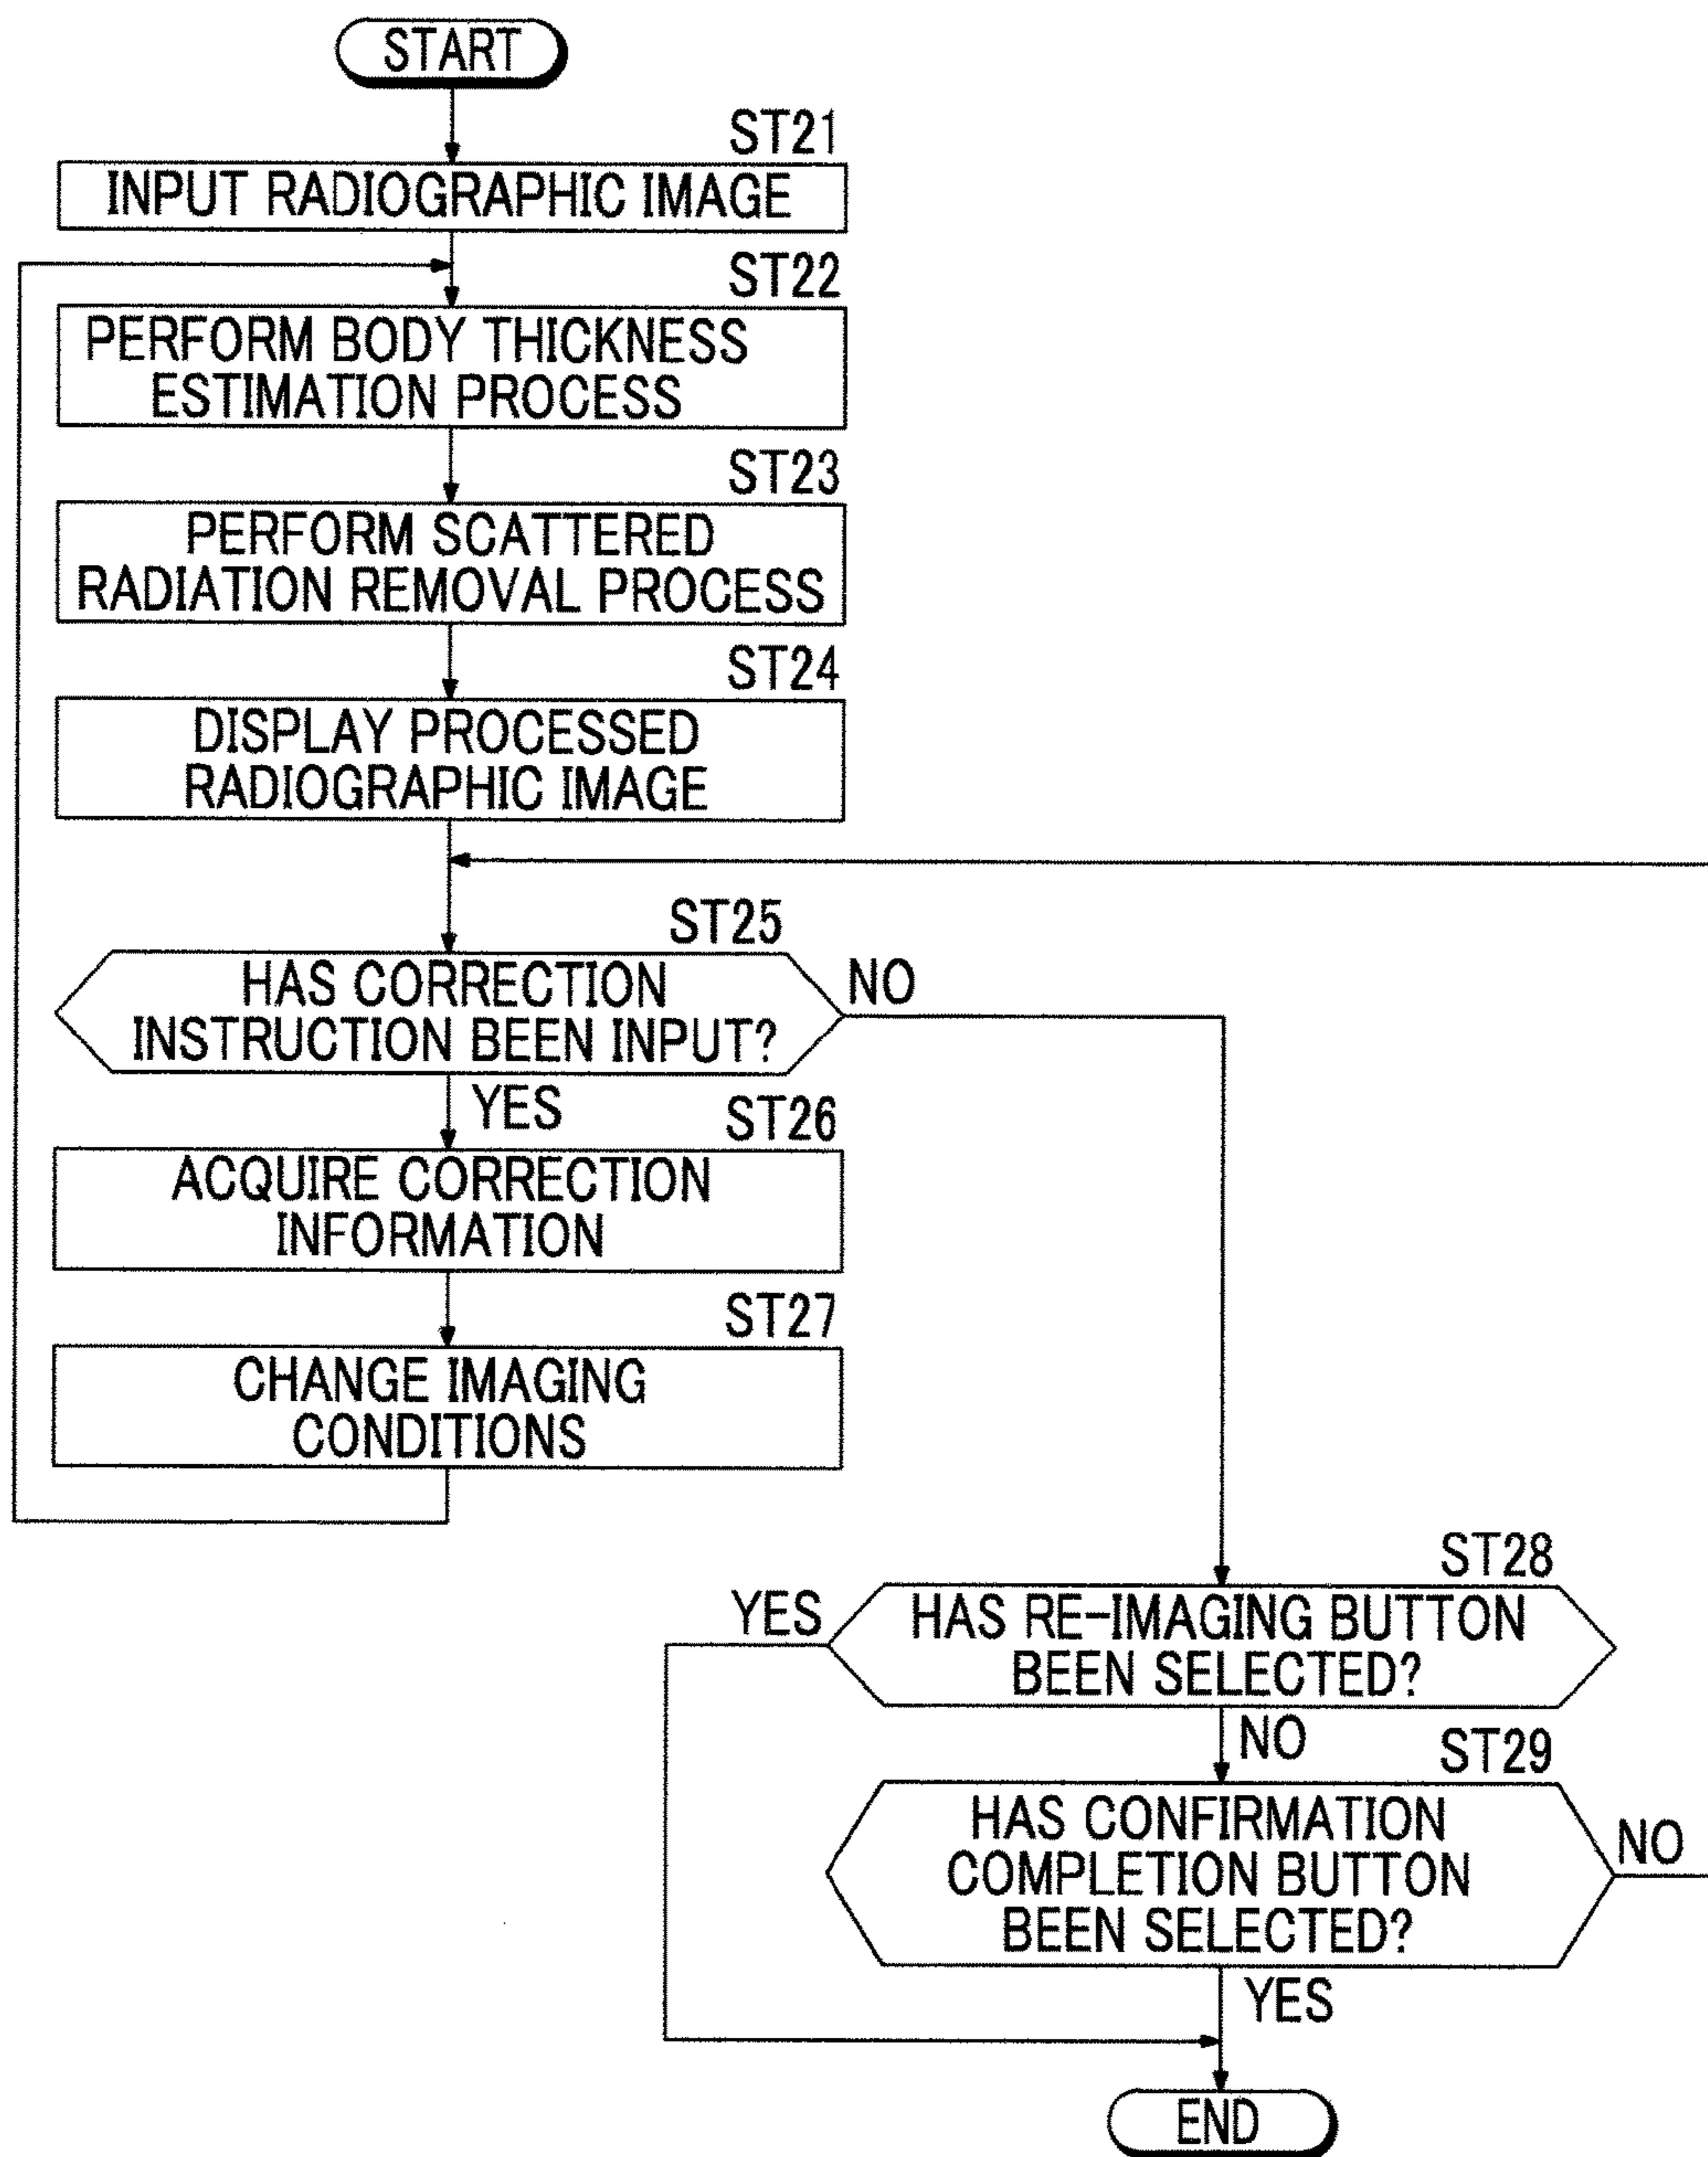 START
ST21
INPUT RADIOGRAPHIC IMAGE
ST22
PERFORM BODY THICKNESS
ESTIMATION PROCESS
ST23
PERFORM SCATTERED
RADIATION REMOVAL PROCESS
ST24
DISPLAY PROCESSED
RADIOGRAPHIC IMAGE
ST25
HAS CORRECTION
INSTRUCTION BEEN INPUT?
NO
YES
ST26
ACQUIRE CORRECTION
INFORMATION
ST27
CHANGE IMAGING
CONDITIONS
ST28
YES
HAS RE-IMAGING BUTTON
BEEN SELECTED?
NO
ST29
HAS CONFIRMATION
COMPLETION BUTTON
BEEN SELECTED?
NO
YES
END